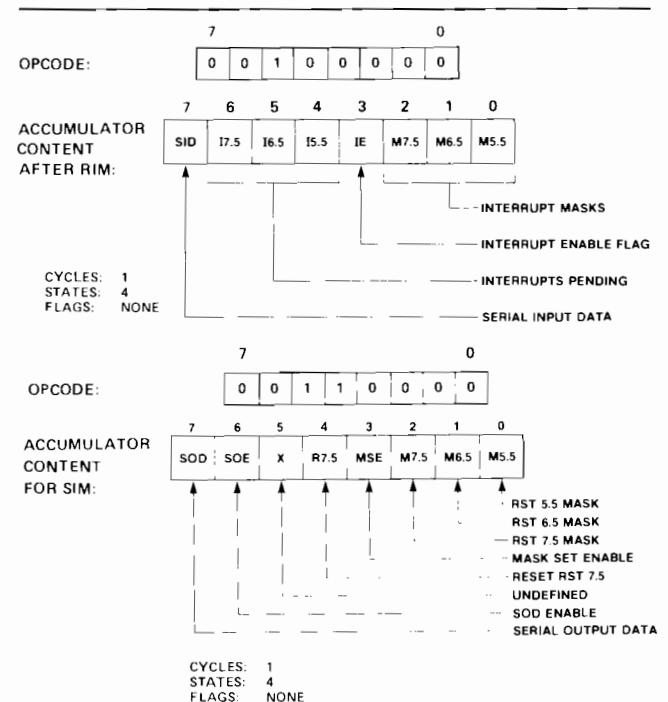 7 0
OPCODE: 0 0 1 0 0 0 0 0
7 6 5 4 3 2 1 0
ACCUMULATOR
CONTENT
AFTER RIM:
SID I7.5 I6.5 I5.5 IE M7.5 M6.5 M5.5
INTERRUPT MASKS
INTERRUPT ENABLE FLAG
INTERRUPTS PENDING
SERIAL INPUT DATA
CYCLES: 1
STATES: 4
FLAGS: NONE
7 0
OPCODE: 0 0 1 1 0 0 0 0
7 6 5 4 3 2 1 0
ACCUMULATOR
CONTENT
FOR SIM:
SOD SOE X R7.5 MSE M7.5 M6.5 M5.5
RST 5.5 MASK
RST 6.5 MASK
RST 7.5 MASK
MASK SET ENABLE
RESET RST 7.5
UNDEFINED
SOD ENABLE
SERIAL OUTPUT DATA
CYCLES: 1
STATES: 4
FLAGS: NONE